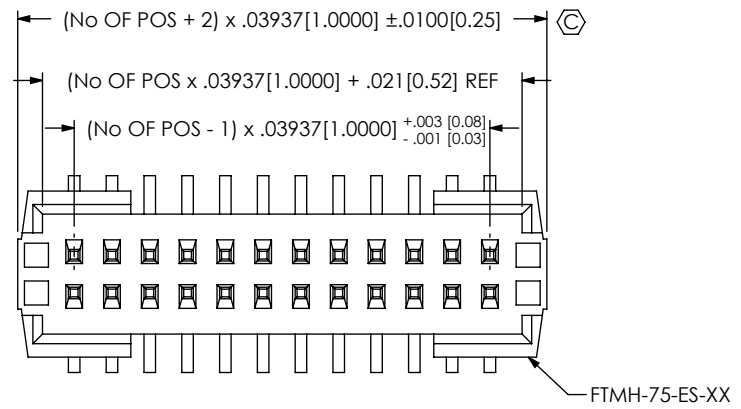 (No OF POS + 2) x .03937[1.0000] ±.0100[0.25]
C
(No OF POS x .03937[1.0000] + .021[0.52] REF
(No OF POS - 1) x .03937[1.0000] +.003 [0.08]
- .001 [0.03]
FTMH-75-ES-XX